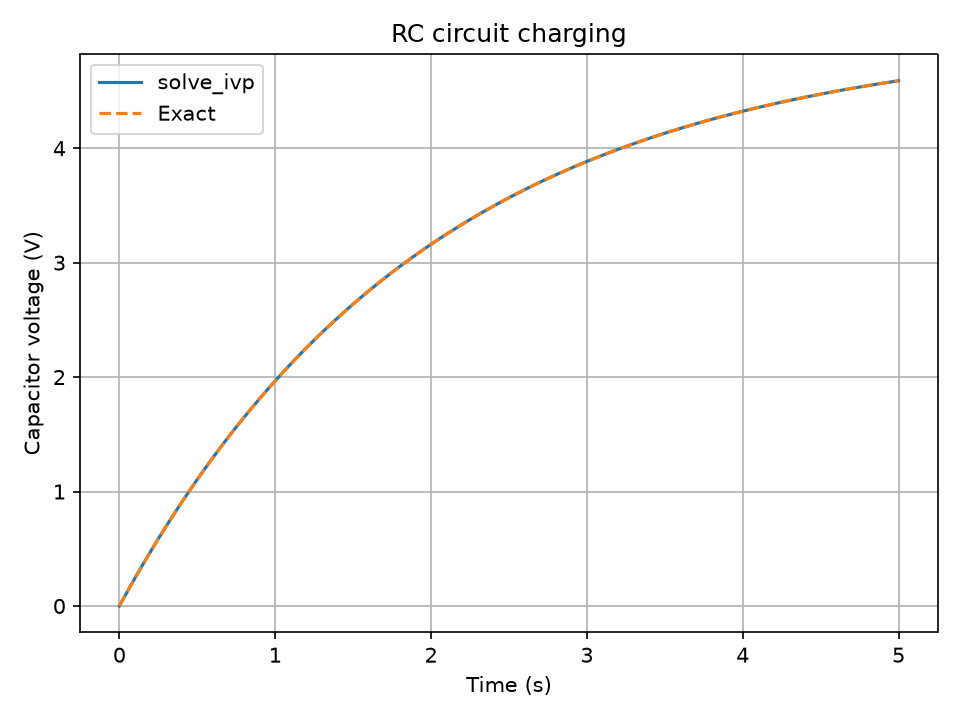 RC circuit charging
solve_ivp
Exact
Capacitor voltage (V)
4
3
2
1
0
0 1 2 3 4 5
Time (s)